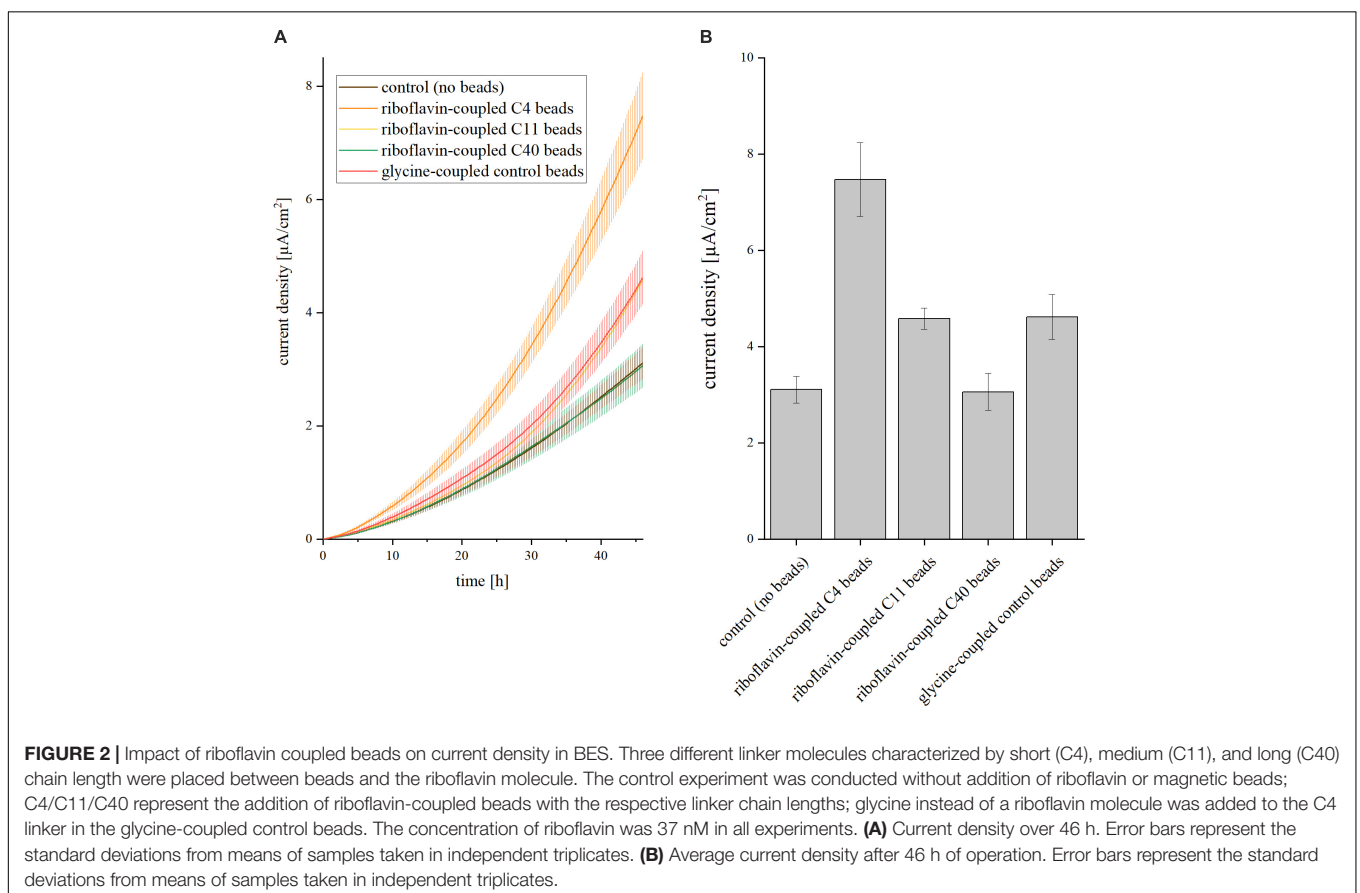 A
8
6
4
2
0
current density [µA/cm²]
control (no beads)
riboflavin-coupled C4 beads
riboflavin-coupled C11 beads
riboflavin-coupled C40 beads
glycine-coupled control beads
0 10 20 30 40
time [h]
B
10
8
6
4
2
0
current density [µA/cm²]
control (no beads)
riboflavin-coupled C4 beads
riboflavin-coupled C11 beads
riboflavin-coupled C40 beads
glycine-coupled control beads
FIGURE 2 | Impact of riboflavin coupled beads on current density in BES. Three different linker molecules characterized by short (C4), medium (C11), and long (C40)
chain length were placed between beads and the riboflavin molecule. The control experiment was conducted without addition of riboflavin or magnetic beads;
C4/C11/C40 represent the addition of riboflavin-coupled beads with the respective linker chain lengths; glycine instead of a riboflavin molecule was added to the C4
linker in the glycine-coupled control beads. The concentration of riboflavin was 37 nM in all experiments. (A) Current density over 46 h. Error bars represent the
standard deviations from means of samples taken in independent triplicates. (B) Average current density after 46 h of operation. Error bars represent the standard
deviations from means of samples taken in independent triplicates.